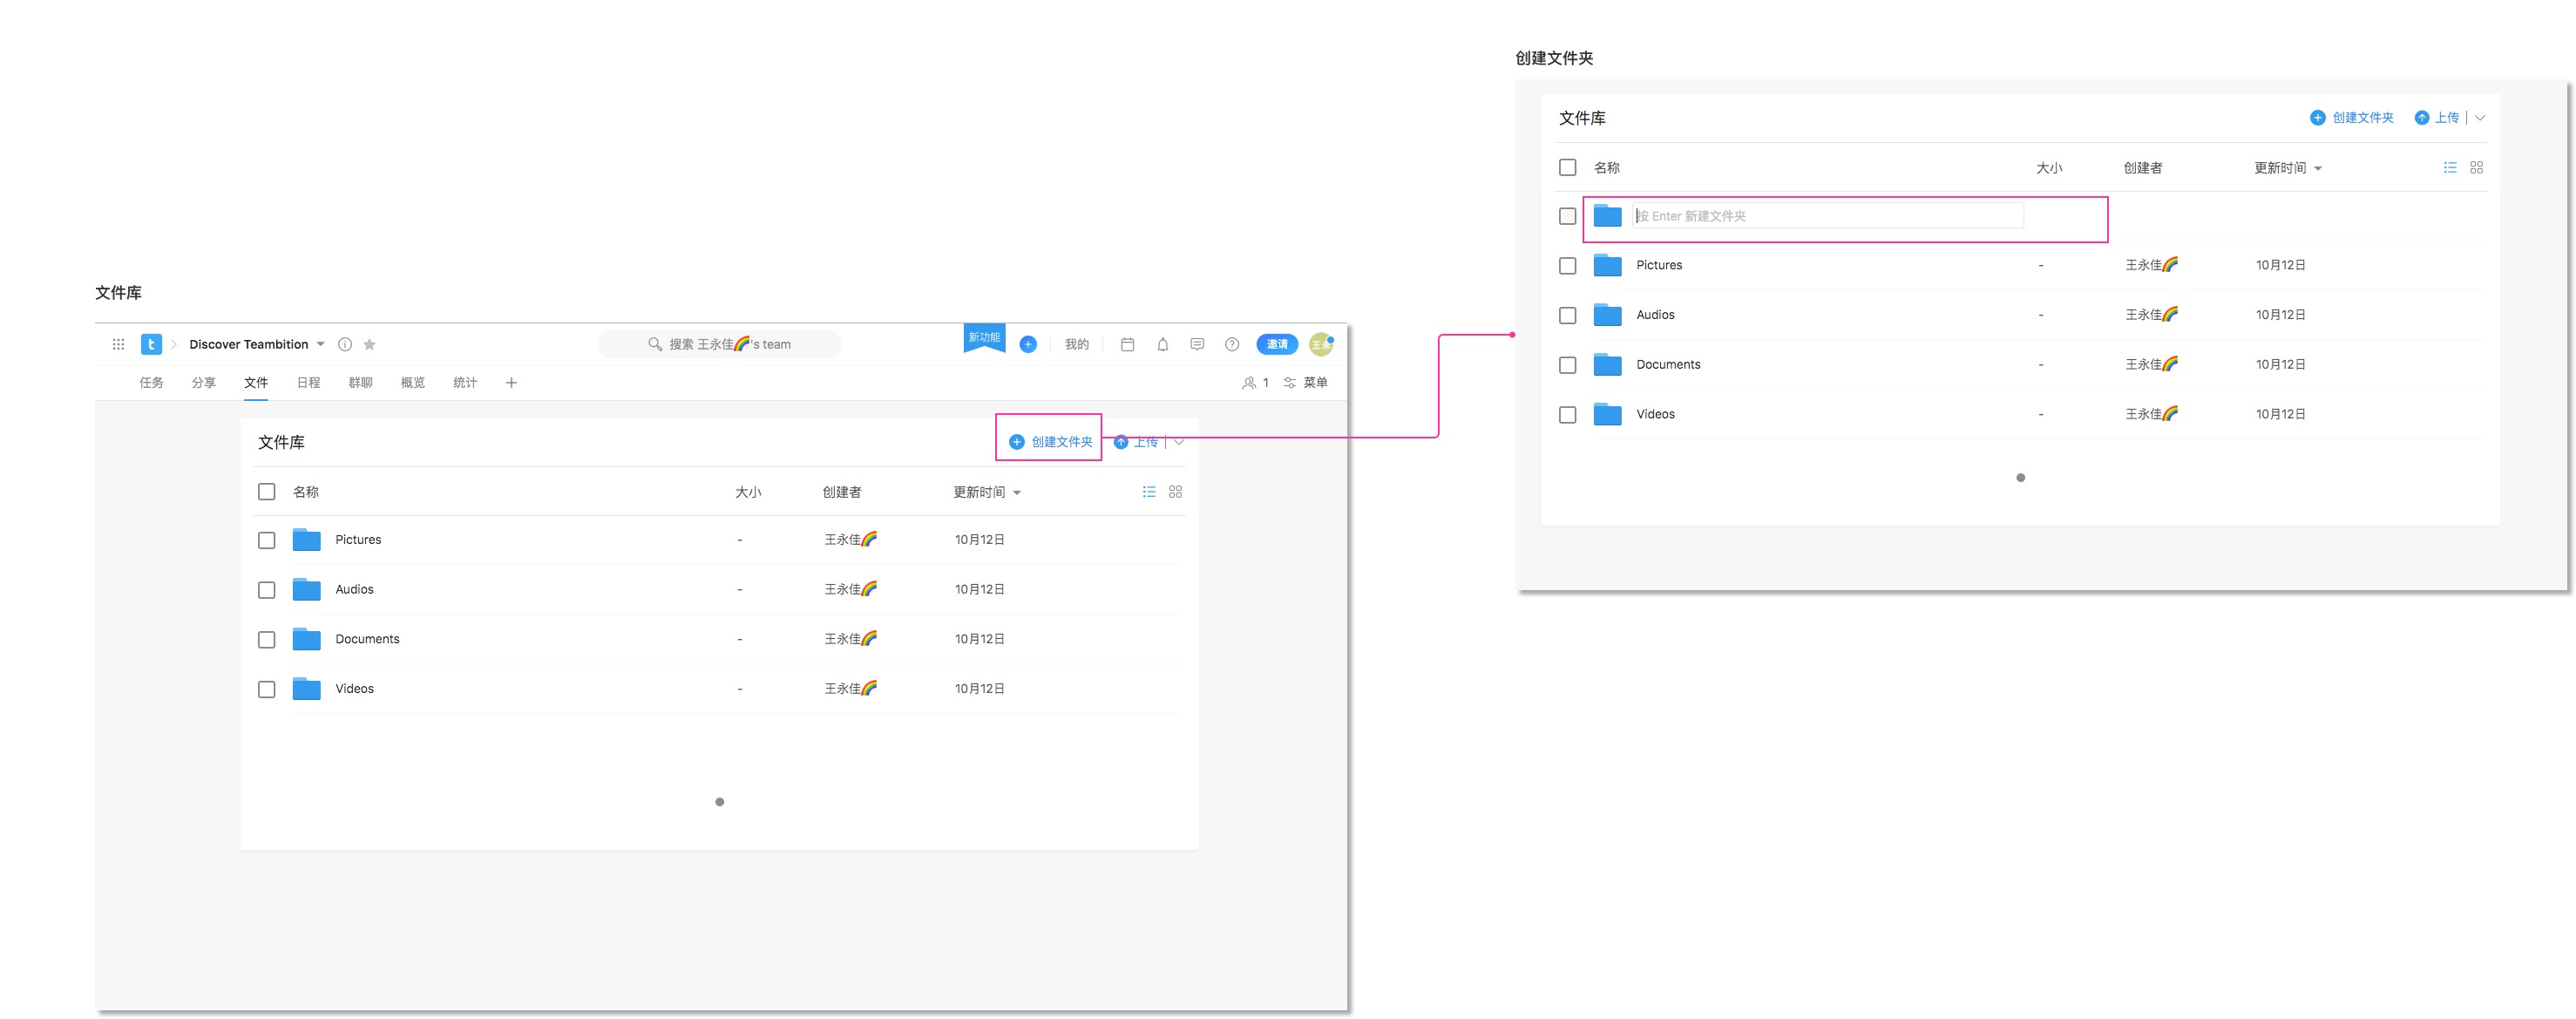 创建文件夹
文件库
创建文件夹 上传
名称 大小 创建者 更新时间
按 Enter 新建文件夹
Pictures - 王永佳🌈 10月12日
Audios - 王永佳🌈 10月12日
Documents - 王永佳🌈 10月12日
Videos - 王永佳🌈 10月12日
文件库
t Discover Teambition 搜索 王永佳🌈's team 新功能 我的 邀请 王永
任务 分享 文件 日程 群聊 概览 统计 1 菜单
文件库 创建文件夹 上传
名称 大小 创建者 更新时间
Pictures - 王永佳🌈 10月12日
Audios - 王永佳🌈 10月12日
Documents - 王永佳🌈 10月12日
Videos - 王永佳🌈 10月12日